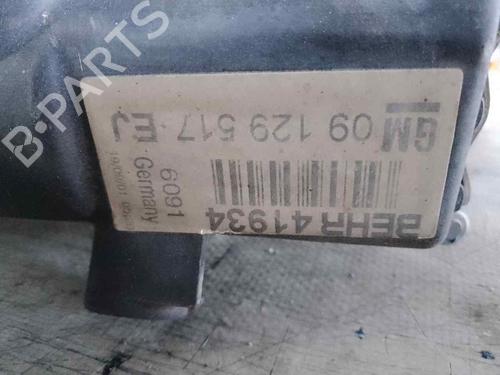 B-PARTS
GM 09 129 517 EJ
BEHR 41934
6091
Germany